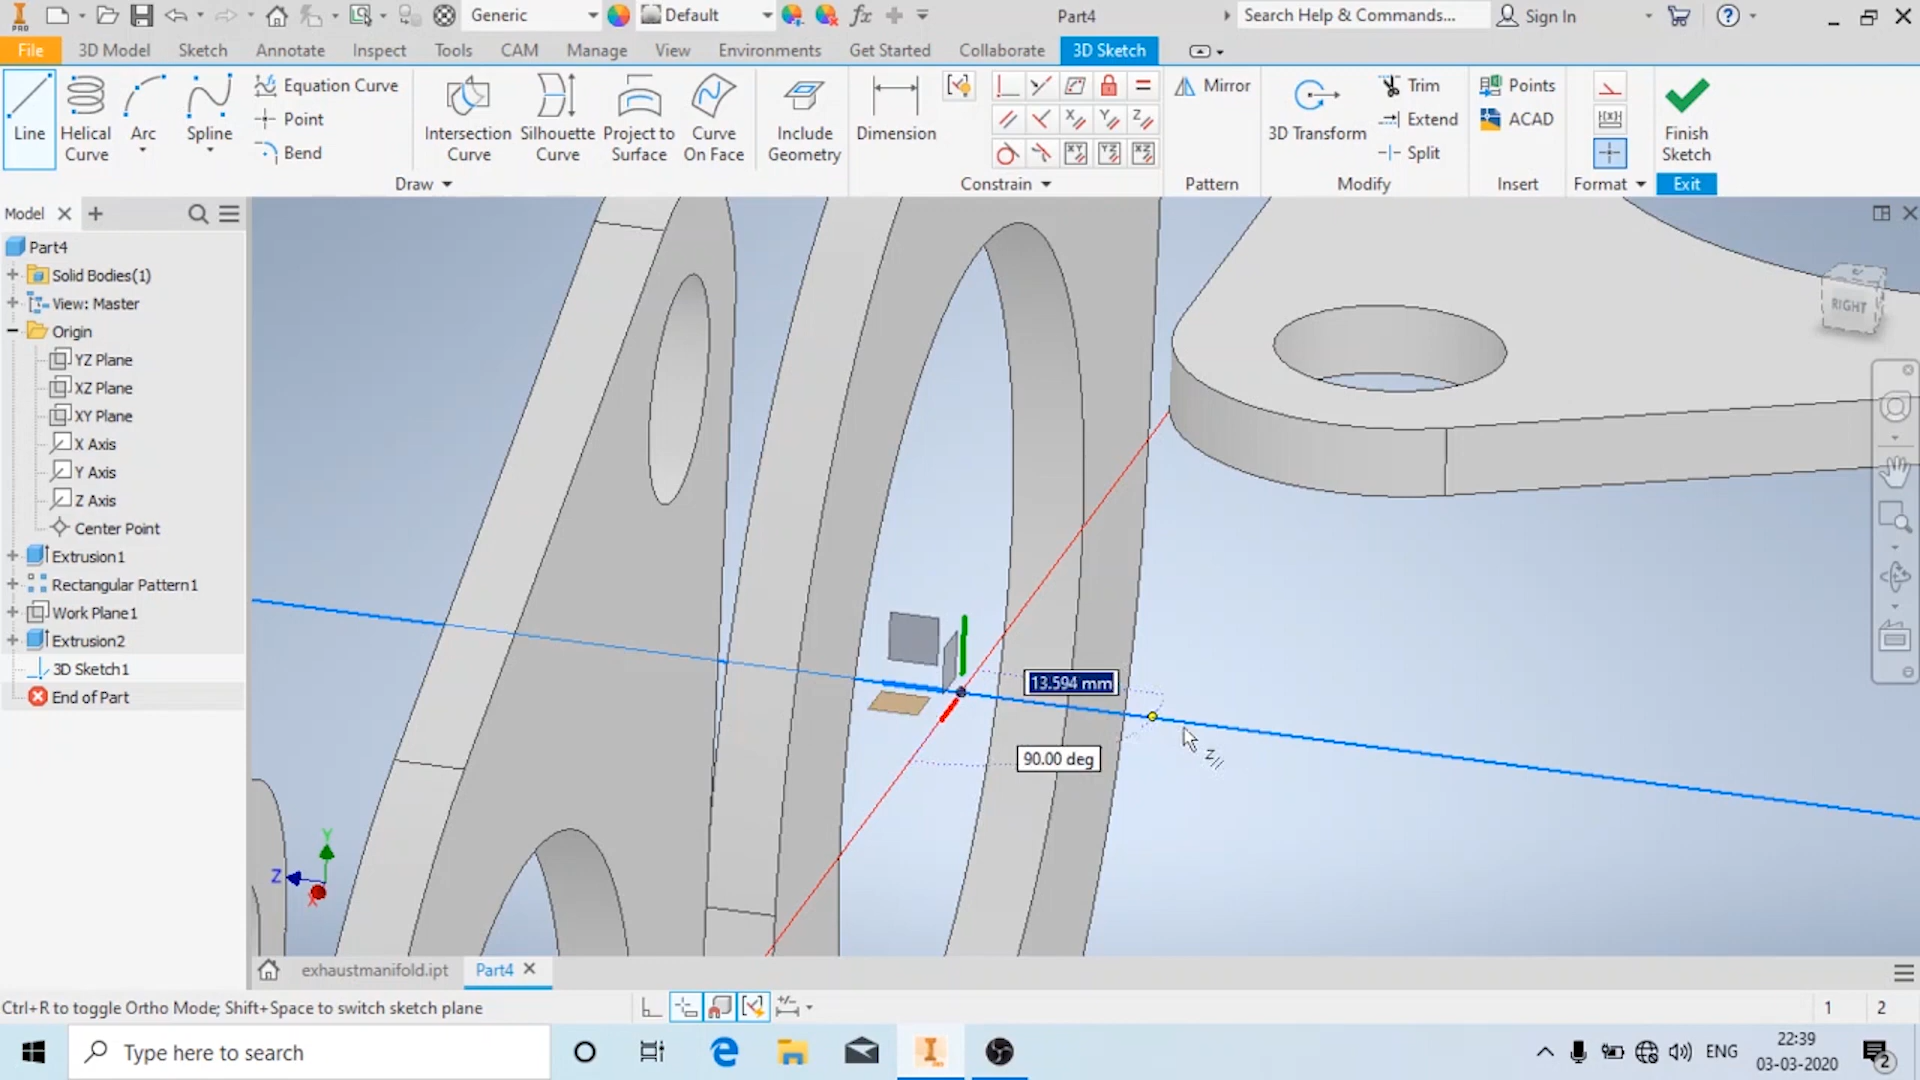 PRO
Generic
Default
fx
Part4
Search Help & Commands...
Sign In
File
3D Model
Sketch
Annotate
Inspect
Tools
CAM
Manage
View
Environments
Get Started
Collaborate
3D Sketch
Line
Helical Curve
Arc
Spline
Equation Curve
Point
Bend
Intersection Curve
Silhouette Curve
Project to Surface
Curve On Face
Include Geometry
Dimension
Mirror
3D Transform
Trim
Extend
Split
Points
ACAD
Finish Sketch
Draw
Constrain
Pattern
Modify
Insert
Format
Exit
Model
Part4
Solid Bodies(1)
View: Master
Origin
YZ Plane
XZ Plane
XY Plane
X Axis
Y Axis
Z Axis
Center Point
Extrusion1
Rectangular Pattern1
Work Plane1
Extrusion2
3D Sketch1
End of Part
RIGHT
13.594 mm
90.00 deg
Y
Z
X
exhaustmanifold.ipt
Part4
Ctrl+R to toggle Ortho Mode; Shift+Space to switch sketch plane
1
2
Type here to search
ENG
22:39
03-03-2020
2